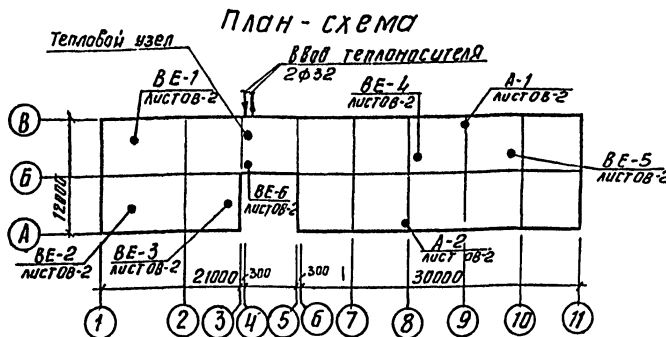 План-схема
Тепловой узел
Ввод теплоносителя
2ф32
ВЕ-1
листов-2
ВЕ-4
листов-2
А-1
листов-2
В
Б
А
12000
ВЕ-5
листов-2
ВЕ-6
листов-2
ВЕ-2
листов-2
ВЕ-3
листов-2
А-2
лист ов-2
21000
300
300
30000
1
2
3
4
5
6
7
8
9
10
11